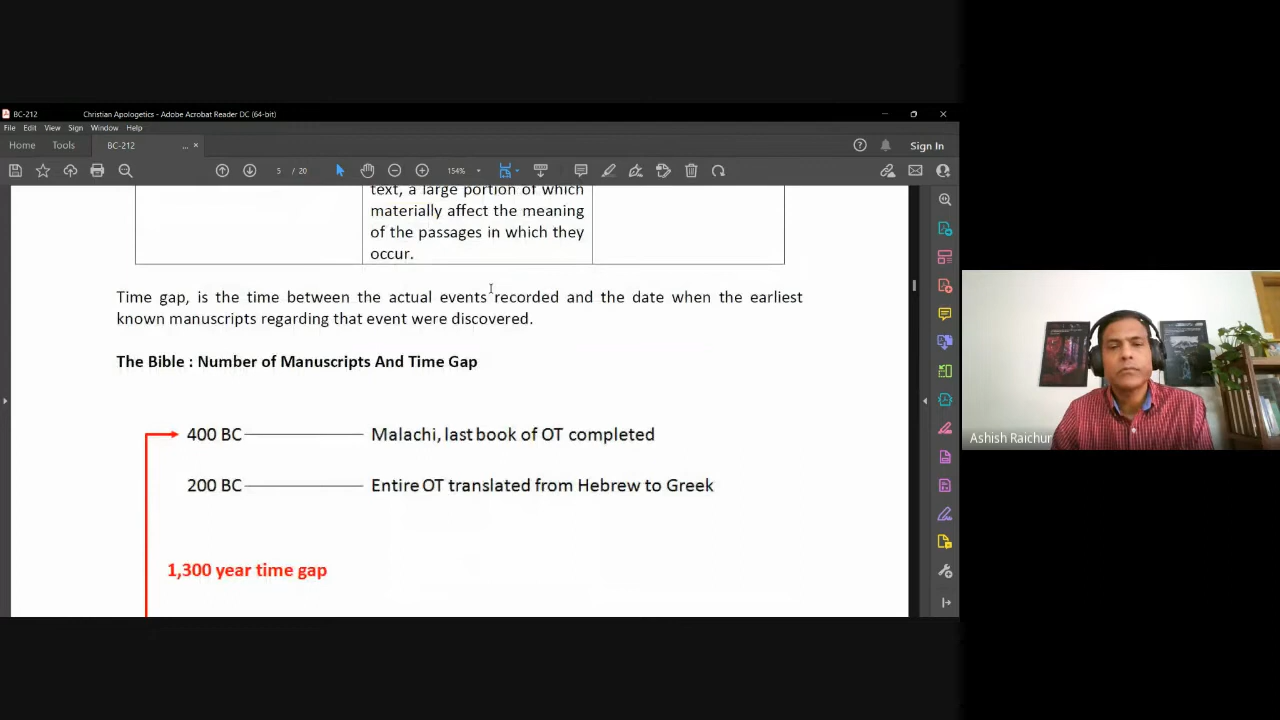 BC-212
Christian Apologetics - Adobe Acrobat Reader DC (64-bit)
File Edit View Sign Window Help
Home Tools BC-212 ... × Sign In
5 / 20 154%
text, a large portion of which
materially affect the meaning
of the passages in which they
occur.
Time gap, is the time between the actual events recorded and the date when the earliest
known manuscripts regarding that event were discovered.
The Bible : Number of Manuscripts And Time Gap
400 BC Malachi, last book of OT completed
200 BC Entire OT translated from Hebrew to Greek
1,300 year time gap
Ashish Raichur